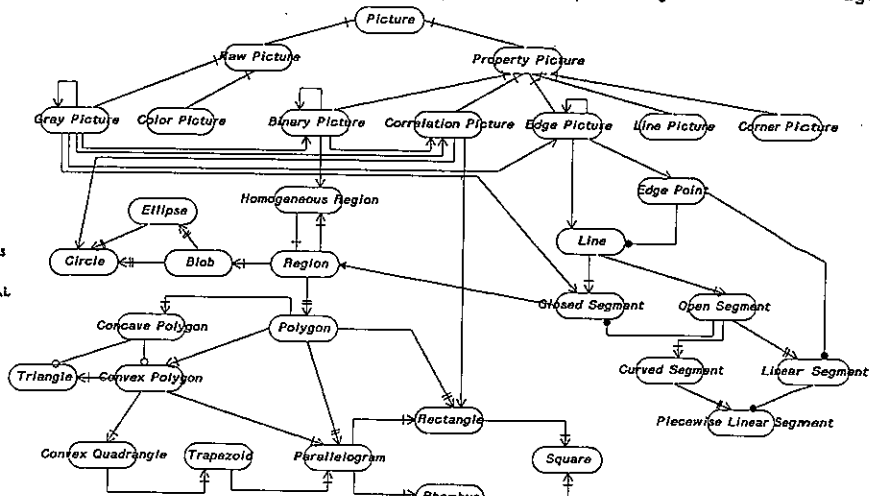 Picture
Raw Picture
Property Picture
Gray Picture
Color Picture
Binary Picture
Correlation Picture
Edge Picture
Line Picture
Corner Picture
Edge Point
Homogeneous Region
Ellipse
Line
Circle
Blob
Region
Closed Segment
Open Segment
Concave Polygon
Polygon
Triangle
Convex Polygon
Curved Segment
Linear Segment
Rectangle
Piecewise Linear Segment
Convex Quadrangle
Trapezoid
Parallelogram
Square
Rhombus